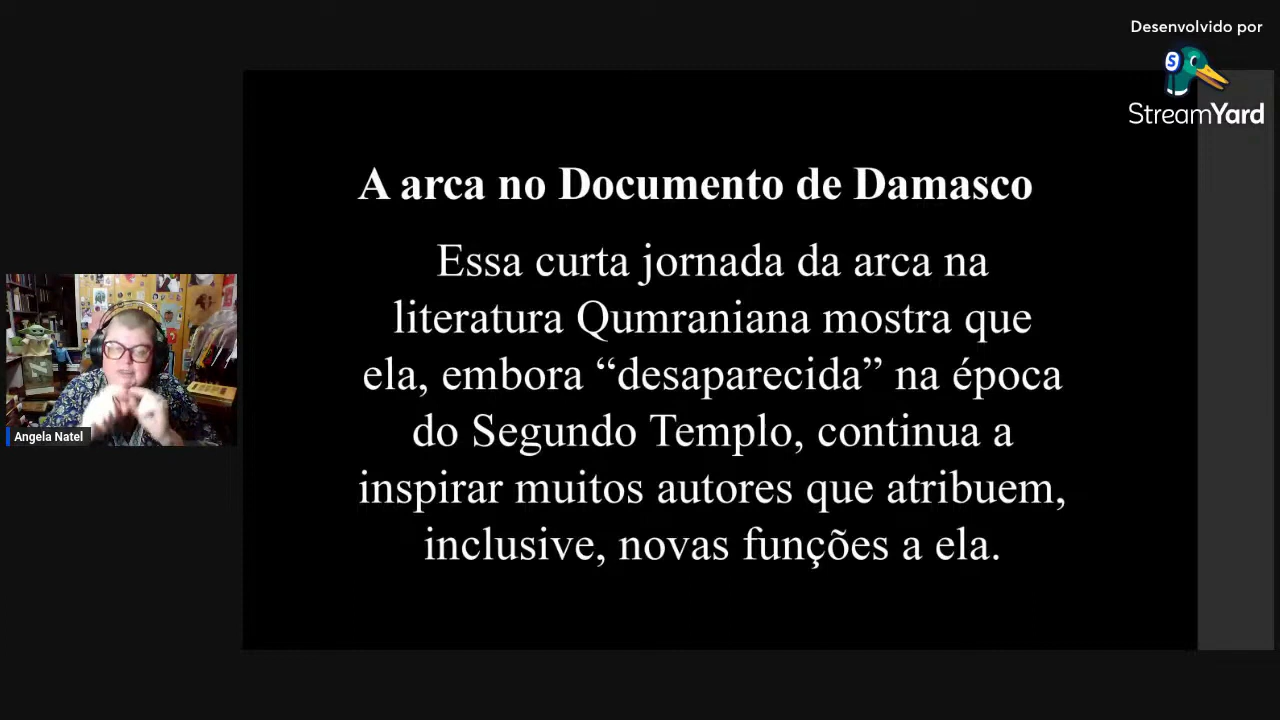 Desenvolvido por
StreamYard
A arca no Documento de Damasco
Essa curta jornada da arca na
literatura Qumraniana mostra que
ela, embora “desaparecida” na época
do Segundo Templo, continua a
inspirar muitos autores que atribuem,
inclusive, novas funções a ela.
Angela Natel